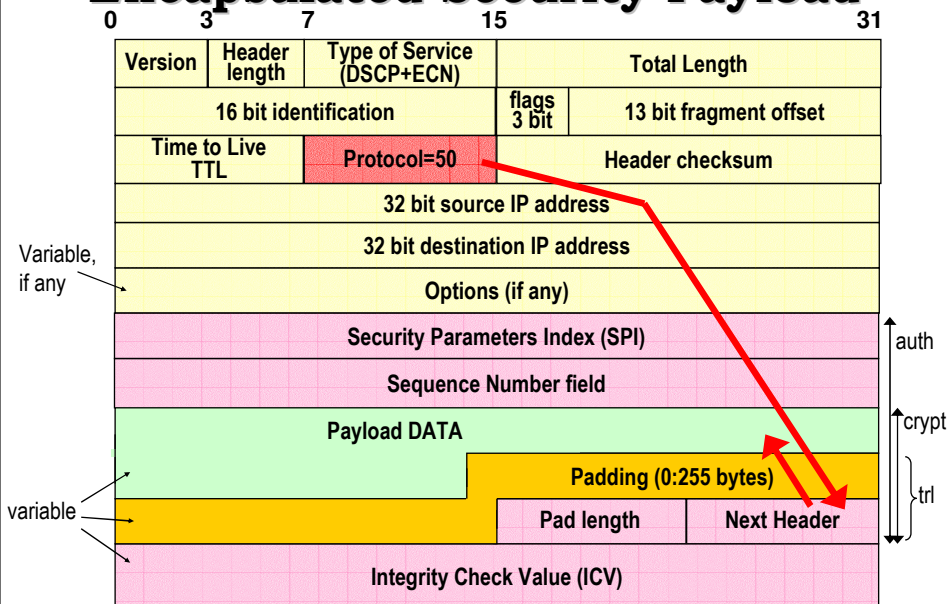 Encapsulated Security Payload
0 3 7 15 31
Version
Header
length
Type of Service
(DSCP+ECN)
Total Length
16 bit identification
flags
3 bit
13 bit fragment offset
Time to Live
TTL
Protocol=50
Header checksum
32 bit source IP address
32 bit destination IP address
Variable,
if any
Options (if any)
Security Parameters Index (SPI)
auth
Sequence Number field
crypt
Payload DATA
Padding (0:255 bytes)
trl
variable
Pad length
Next Header
Integrity Check Value (ICV)